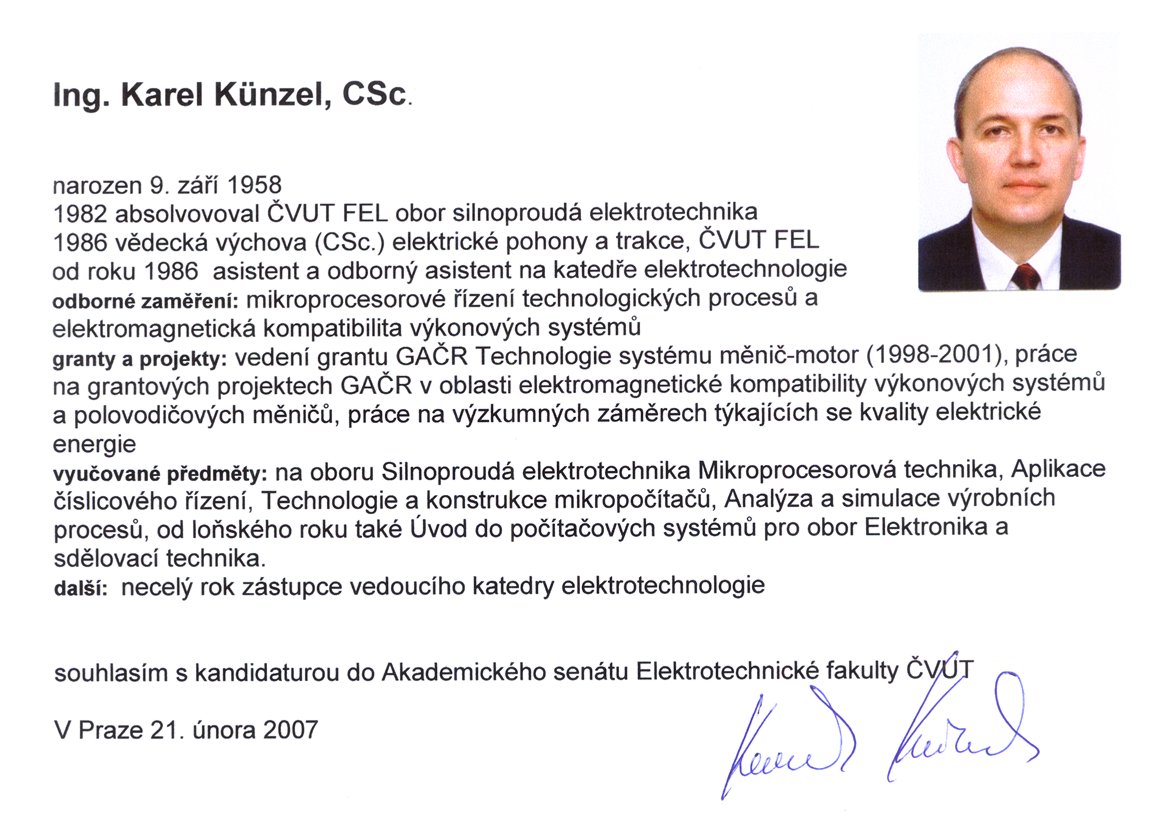 Ing. Karel Künzel, CSc.
narozen 9. září 1958
1982 absolvovoval ČVUT FEL obor silnoproudá elektrotechnika
1986 vědecká výchova (CSc.) elektrické pohony a trakce, ČVUT FEL
od roku 1986 asistent a odborný asistent na katedře elektrotechnologie
odborné zaměření: mikroprocesorové řízení technologických procesů a
elektromagnetická kompatibilita výkonových systémů
granty a projekty: vedení grantu GAČR Technologie systému měnič-motor (1998-2001), práce
na grantových projektech GAČR v oblasti elektromagnetické kompatibility výkonových systémů
a polovodičových měničů, práce na výzkumných záměrech týkajících se kvality elektrické
energie
vyučované předměty: na oboru Silnoproudá elektrotechnika Mikroprocesorová technika, Aplikace
číslicového řízení, Technologie a konstrukce mikropočítačů, Analýza a simulace výrobních
procesů, od loňského roku také Úvod do počítačových systémů pro obor Elektronika a
sdělovací technika.
další: necelý rok zástupce vedoucího katedry elektrotechnologie
souhlasím s kandidaturou do Akademického senátu Elektrotechnické fakulty ČVUT
V Praze 21. února 2007